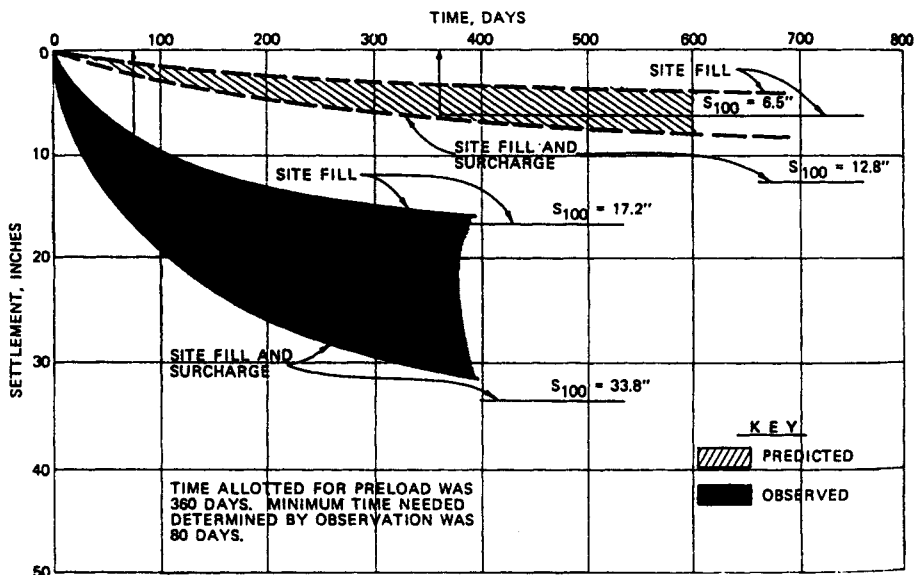 TIME, DAYS
0 100 200 300 400 500 600 700 800
0
10
20
30
40
50
SETTLEMENT, INCHES
SITE FILL
S100 = 6.5"
SITE FILL AND
SURCHARGE
S100 = 12.8"
SITE FILL
S100 = 17.2"
SITE FILL AND
SURCHARGE
S100 = 33.8"
KEY
PREDICTED
OBSERVED
TIME ALLOTTED FOR PRELOAD WAS
360 DAYS. MINIMUM TIME NEEDED
DETERMINED BY OBSERVATION WAS
80 DAYS.